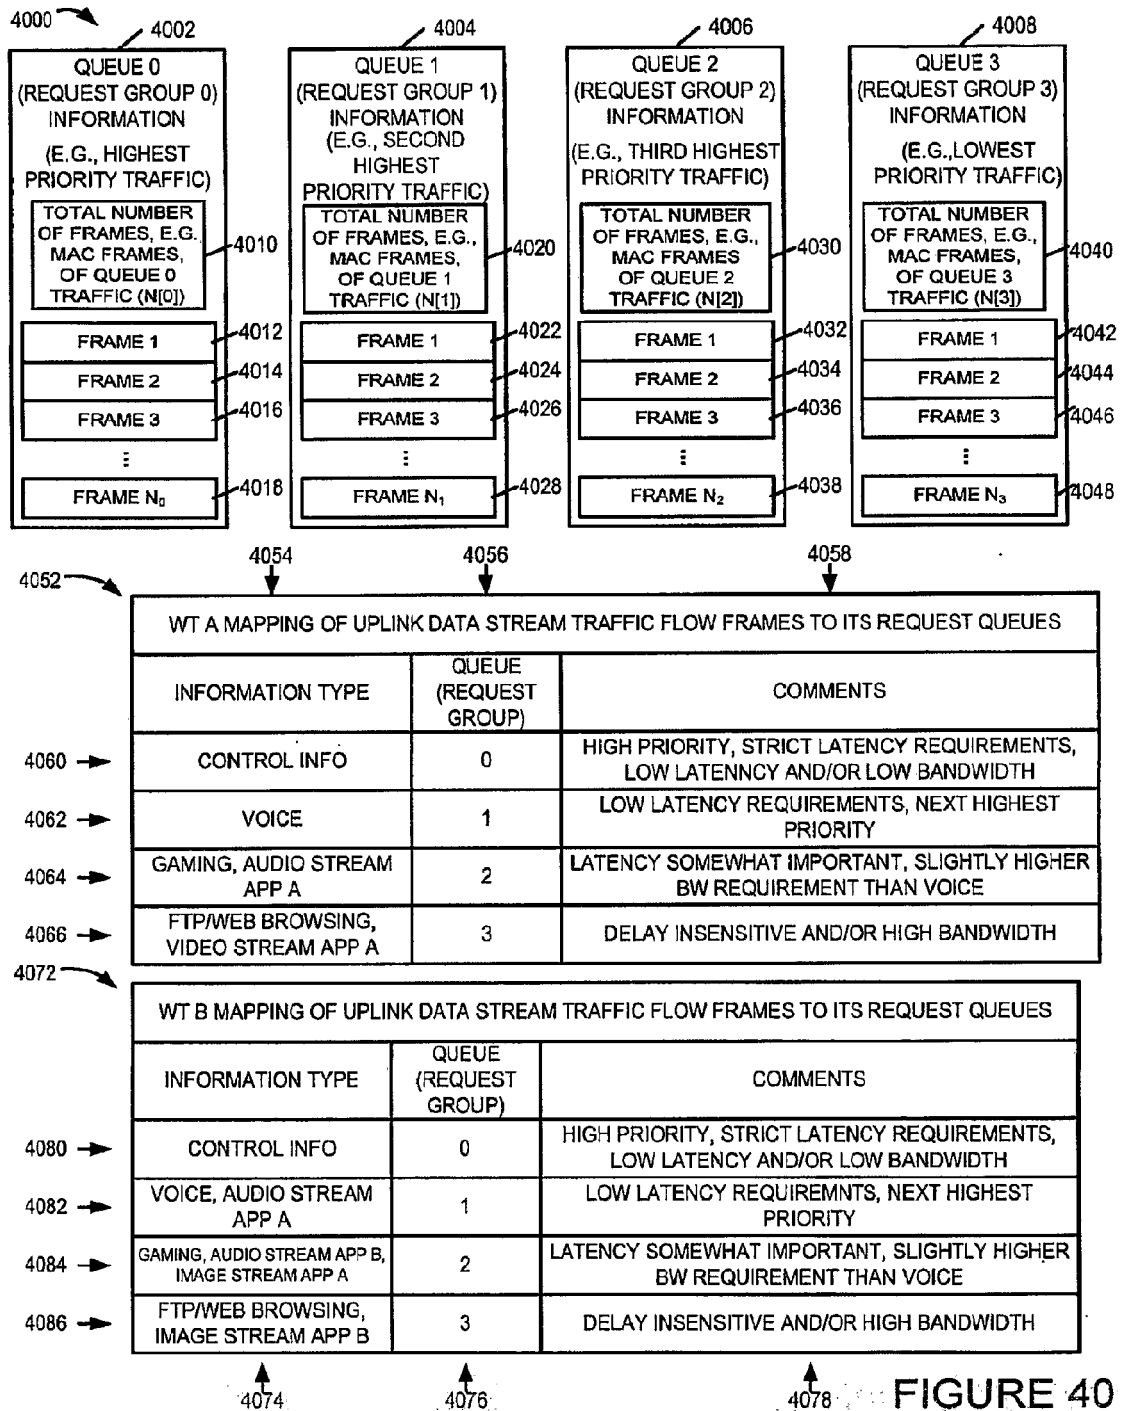 4000
4002
4004
4006
4008
QUEUE 0
(REQUEST GROUP 0)
INFORMATION
(E.G., HIGHEST
PRIORITY TRAFFIC)
TOTAL NUMBER
OF FRAMES, E.G.
MAC FRAMES,
OF QUEUE 0
TRAFFIC (N[0])
4010
FRAME 1
4012
FRAME 2
4014
FRAME 3
4016
⋮
FRAME N₀
4018
QUEUE 1
(REQUEST GROUP 1)
INFORMATION
(E.G., SECOND
HIGHEST
PRIORITY TRAFFIC)
TOTAL NUMBER
OF FRAMES, E.G.,
MAC FRAMES,
OF QUEUE 1
TRAFFIC (N[1])
4020
FRAME 1
4022
FRAME 2
4024
FRAME 3
4026
⋮
FRAME N₁
4028
QUEUE 2
(REQUEST GROUP 2)
INFORMATION
(E.G., THIRD HIGHEST
PRIORITY TRAFFIC)
TOTAL NUMBER
OF FRAMES, E.G.,
MAC FRAMES
OF QUEUE 2
TRAFFIC (N[2])
4030
FRAME 1
4032
FRAME 2
4034
FRAME 3
4036
⋮
FRAME N₂
4038
QUEUE 3
(REQUEST GROUP 3)
INFORMATION
(E.G.,LOWEST
PRIORITY TRAFFIC)
TOTAL NUMBER
OF FRAMES, E.G.,
MAC FRAMES,
OF QUEUE 3
TRAFFIC (N[3])
4040
FRAME 1
4042
FRAME 2
4044
FRAME 3
4046
⋮
FRAME N₃
4048
4052
4054
4056
4058
WT A MAPPING OF UPLINK DATA STREAM TRAFFIC FLOW FRAMES TO ITS REQUEST QUEUES
INFORMATION TYPE
QUEUE
(REQUEST
GROUP)
COMMENTS
4060
CONTROL INFO
0
HIGH PRIORITY, STRICT LATENCY REQUIREMENTS,
LOW LATENNCY AND/OR LOW BANDWIDTH
4062
VOICE
1
LOW LATENCY REQUIREMENTS, NEXT HIGHEST
PRIORITY
4064
GAMING, AUDIO STREAM
APP A
2
LATENCY SOMEWHAT IMPORTANT, SLIGHTLY HIGHER
BW REQUIREMENT THAN VOICE
4066
FTP/WEB BROWSING,
VIDEO STREAM APP A
3
DELAY INSENSITIVE AND/OR HIGH BANDWIDTH
4072
WT B MAPPING OF UPLINK DATA STREAM TRAFFIC FLOW FRAMES TO ITS REQUEST QUEUES
INFORMATION TYPE
QUEUE
(REQUEST
GROUP)
COMMENTS
4080
CONTROL INFO
0
HIGH PRIORITY, STRICT LATENCY REQUIREMENTS,
LOW LATENCY AND/OR LOW BANDWIDTH
4082
VOICE, AUDIO STREAM
APP A
1
LOW LATENCY REQUIREMNTS, NEXT HIGHEST
PRIORITY
4084
GAMING, AUDIO STREAM APP B,
IMAGE STREAM APP A
2
LATENCY SOMEWHAT IMPORTANT, SLIGHTLY HIGHER
BW REQUIREMENT THAN VOICE
4086
FTP/WEB BROWSING,
IMAGE STREAM APP B
3
DELAY INSENSITIVE AND/OR HIGH BANDWIDTH
4074
4076
4078
FIGURE 40